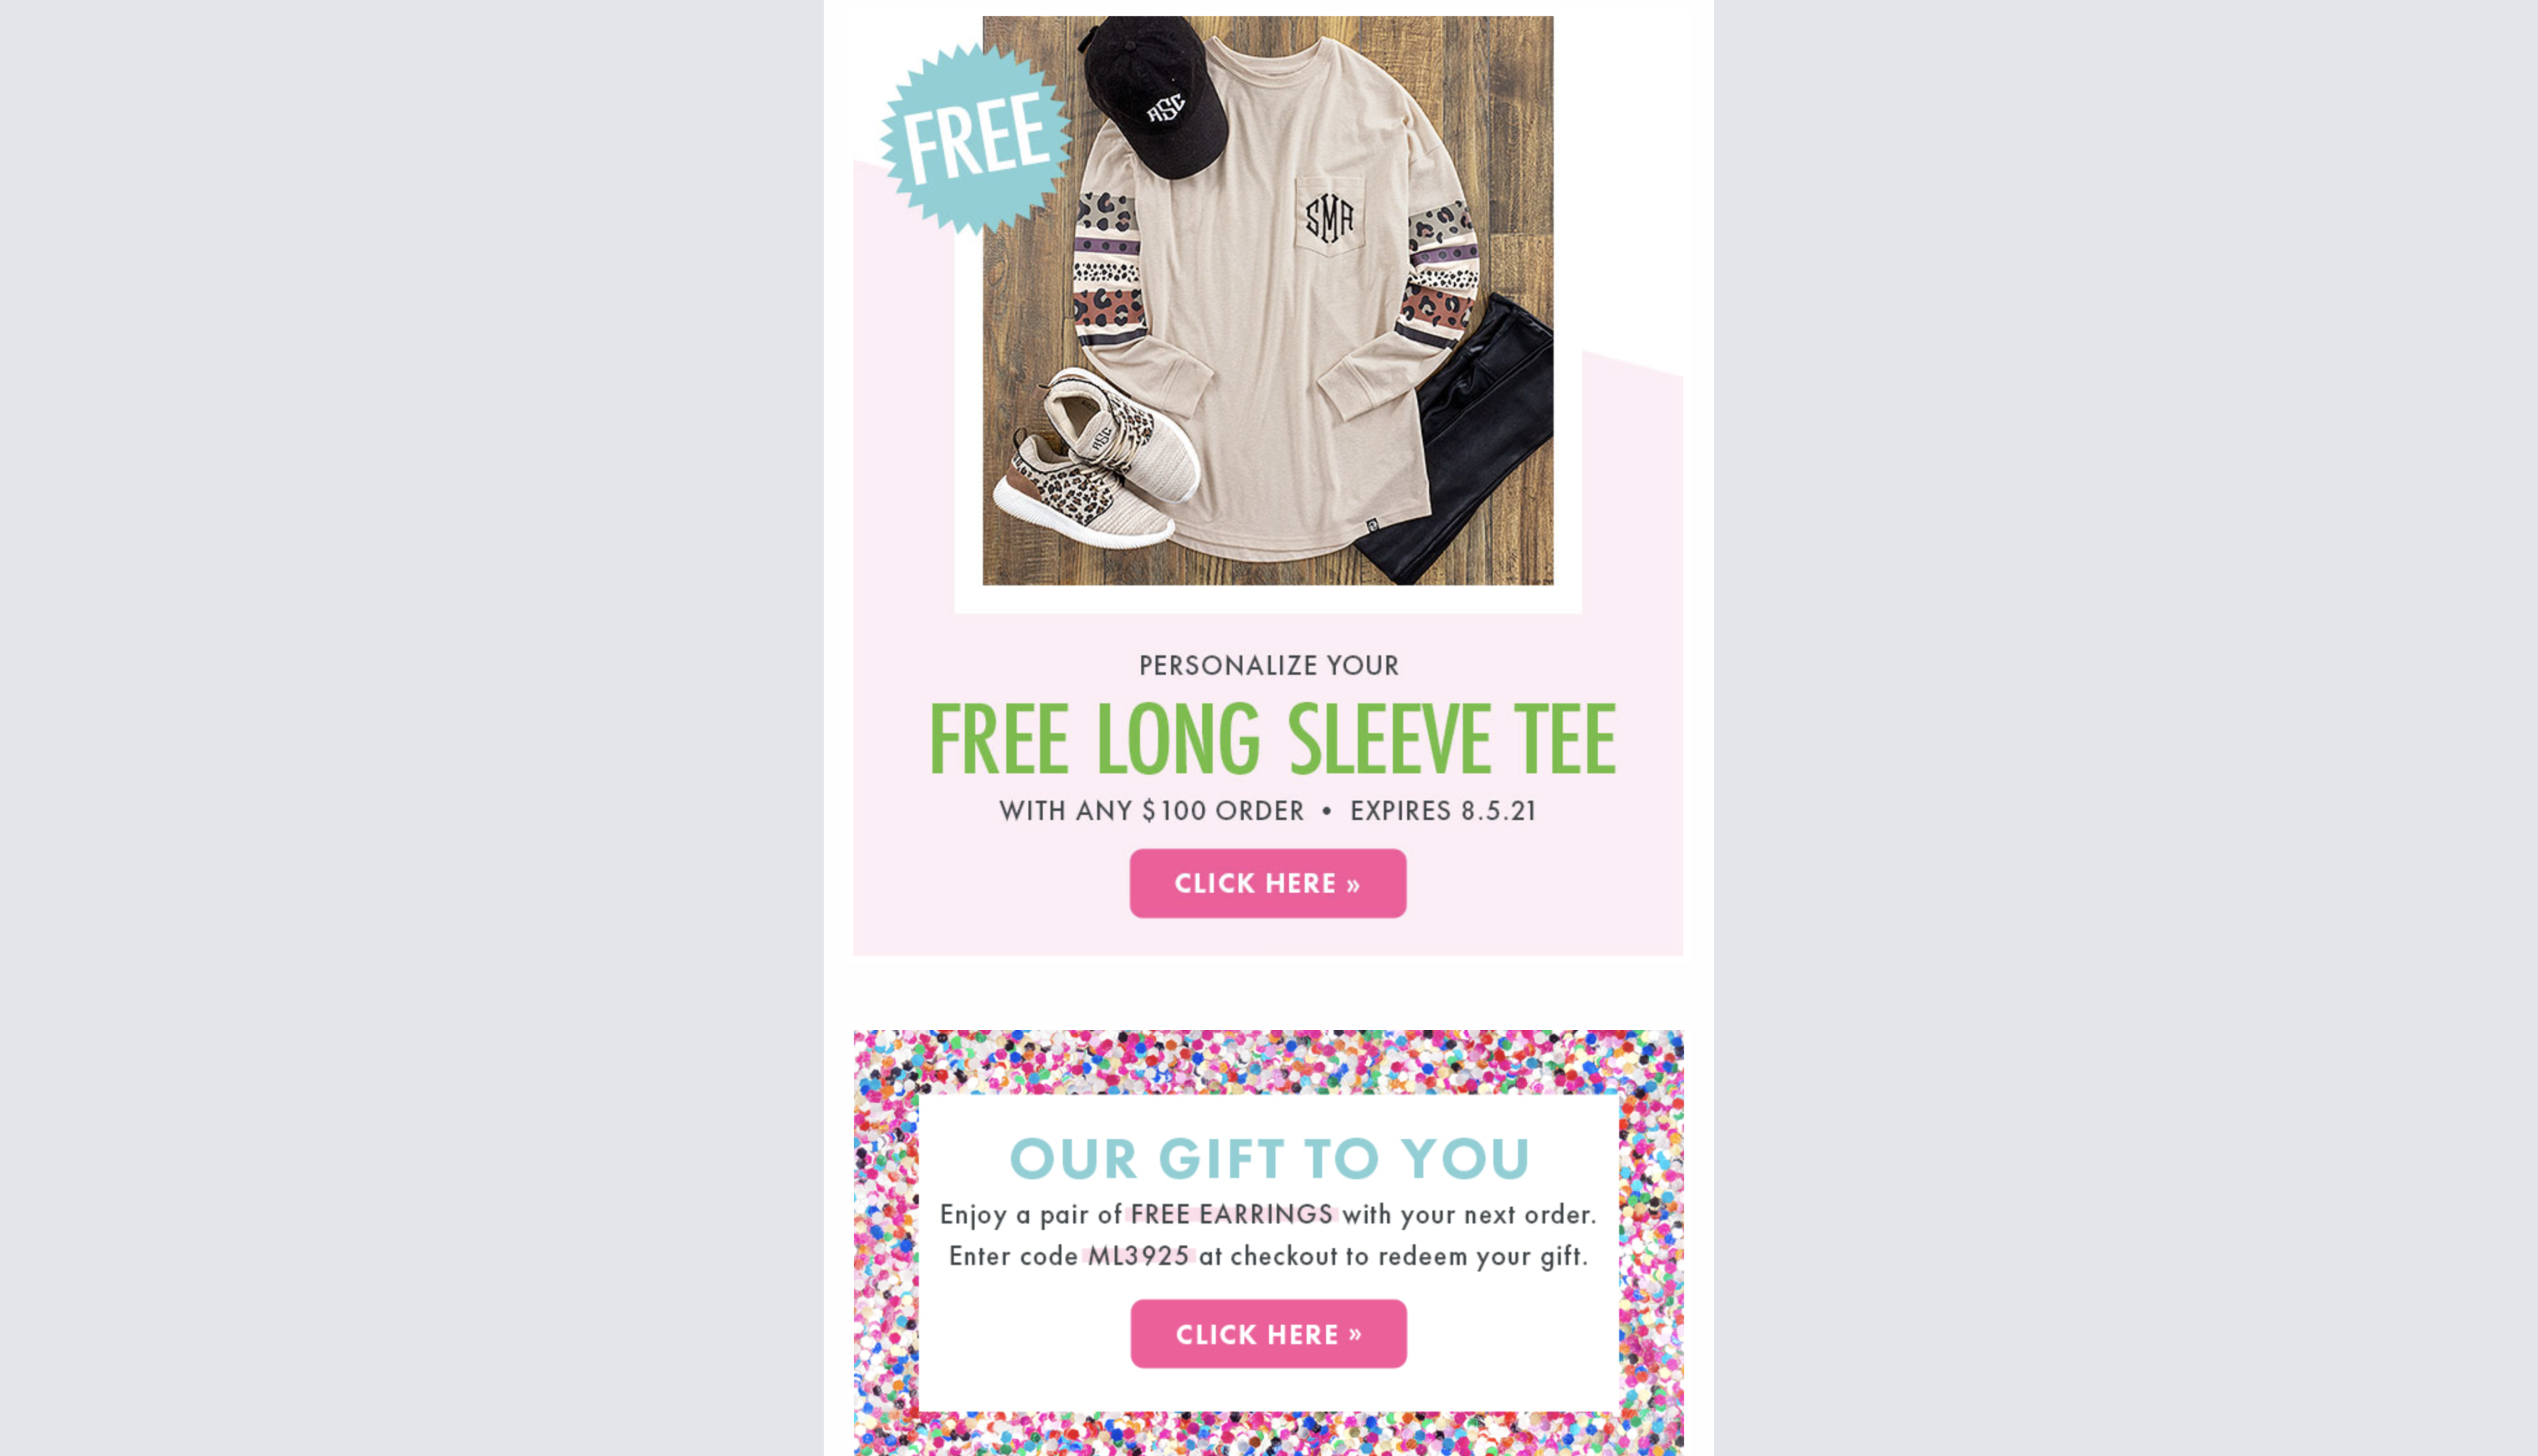 FREE
ASC
SMA
ASC
PERSONALIZE YOUR
FREE LONG SLEEVE TEE
WITH ANY $100 ORDER • EXPIRES 8.5.21
CLICK HERE »
OUR GIFT TO YOU
Enjoy a pair of FREE EARRINGS with your next order.
Enter code ML3925 at checkout to redeem your gift.
CLICK HERE »